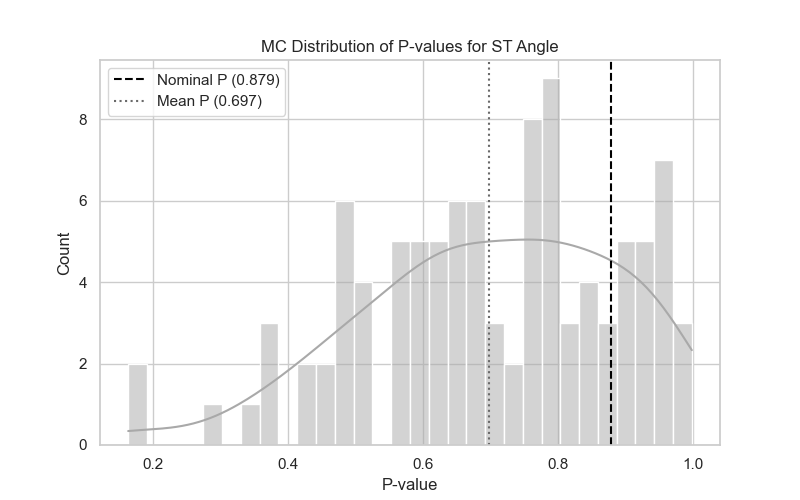 MC Distribution of P-values for ST Angle
Nominal P (0.879)
Mean P (0.697)
8
6
4
2
0
Count
0.2 0.4 0.6 0.8 1.0
P-value